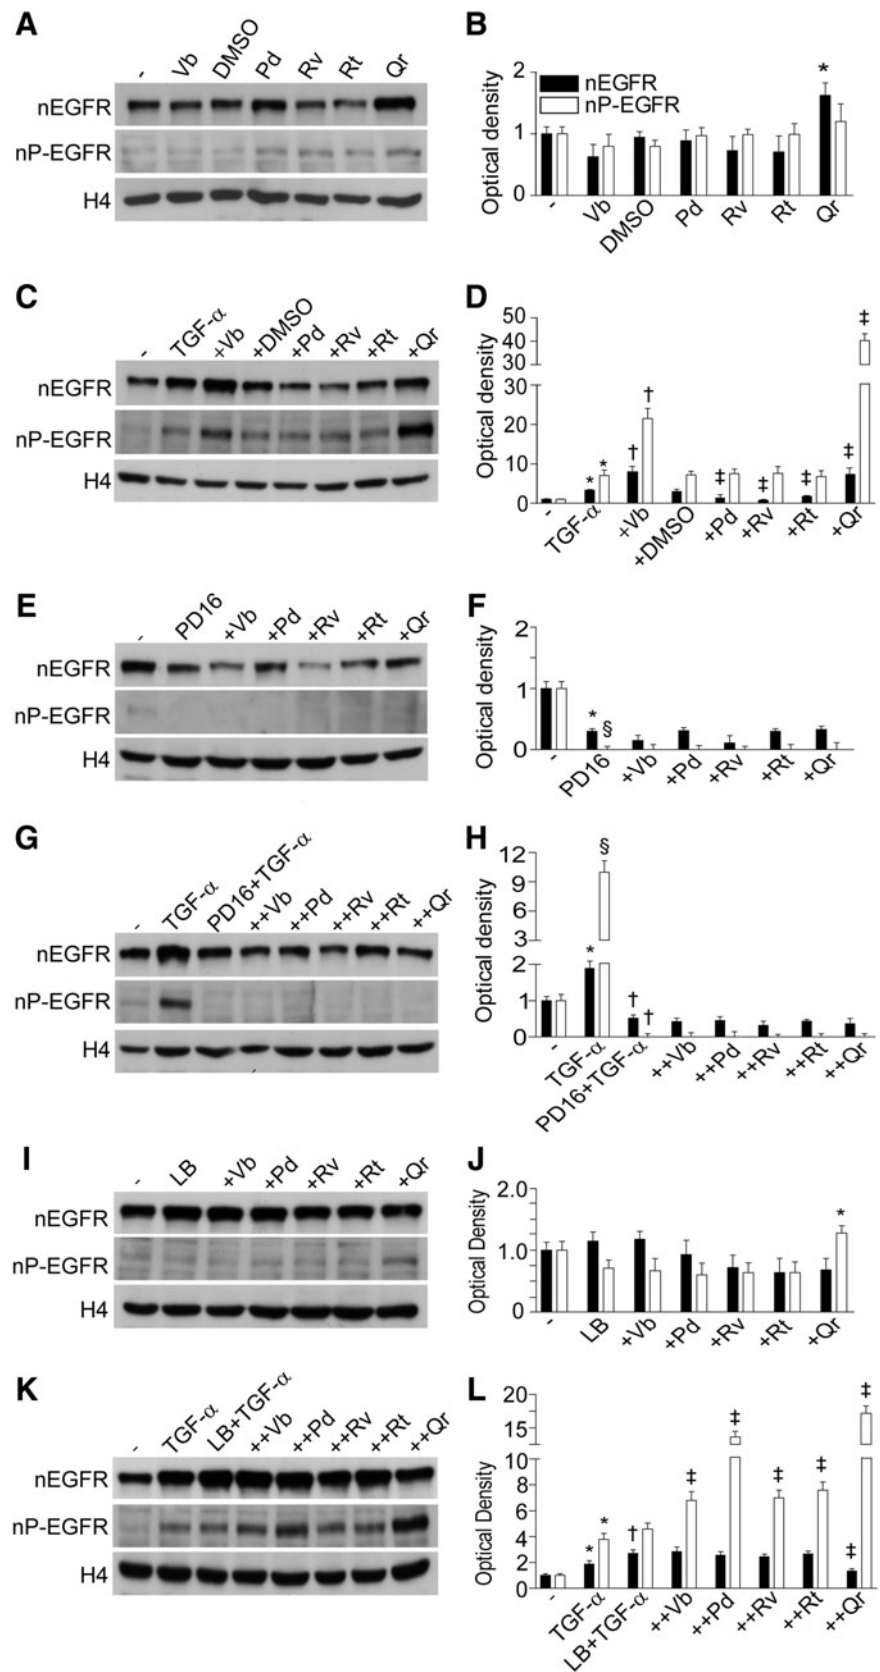 A
- Vb DMSO Pd Rv Rt Qr
nEGFR
nP-EGFR
H4
B
Optical density
2
1
0
nEGFR
nP-EGFR
*
- Vb DMSO Pd Rv Rt Qr
C
- TGF-α +Vb +DMSO +Pd +Rv +Rt +Qr
nEGFR
nP-EGFR
H4
D
Optical density
50
40
30
30
20
10
0
* * † † ‡ ‡ ‡ ‡ ‡
- TGF-α +Vb +DMSO +Pd +Rv +Rt +Qr
E
- PD16 +Vb +Pd +Rv +Rt +Qr
nEGFR
nP-EGFR
H4
F
Optical density
2
1
0
* §
- PD16 +Vb +Pd +Rv +Rt +Qr
G
- TGF-α PD16+TGF-α ++Vb ++Pd ++Rv ++Rt ++Qr
nEGFR
nP-EGFR
H4
H
Optical density
12
9
6
3
2
1
0
* § † †
- TGF-α PD16+TGF-α ++Vb ++Pd ++Rv ++Rt ++Qr
I
- LB +Vb +Pd +Rv +Rt +Qr
nEGFR
nP-EGFR
H4
J
Optical Density
2.0
1.0
0
*
- LB +Vb +Pd +Rv +Rt +Qr
K
- TGF-α LB+TGF-α ++Vb ++Pd ++Rv ++Rt ++Qr
nEGFR
nP-EGFR
H4
L
Optical Density
20
15
10
8
6
4
2
0
* * † ‡ ‡ ‡ ‡ ‡ ‡
- TGF-α LB+TGF-α ++Vb ++Pd ++Rv ++Rt ++Qr